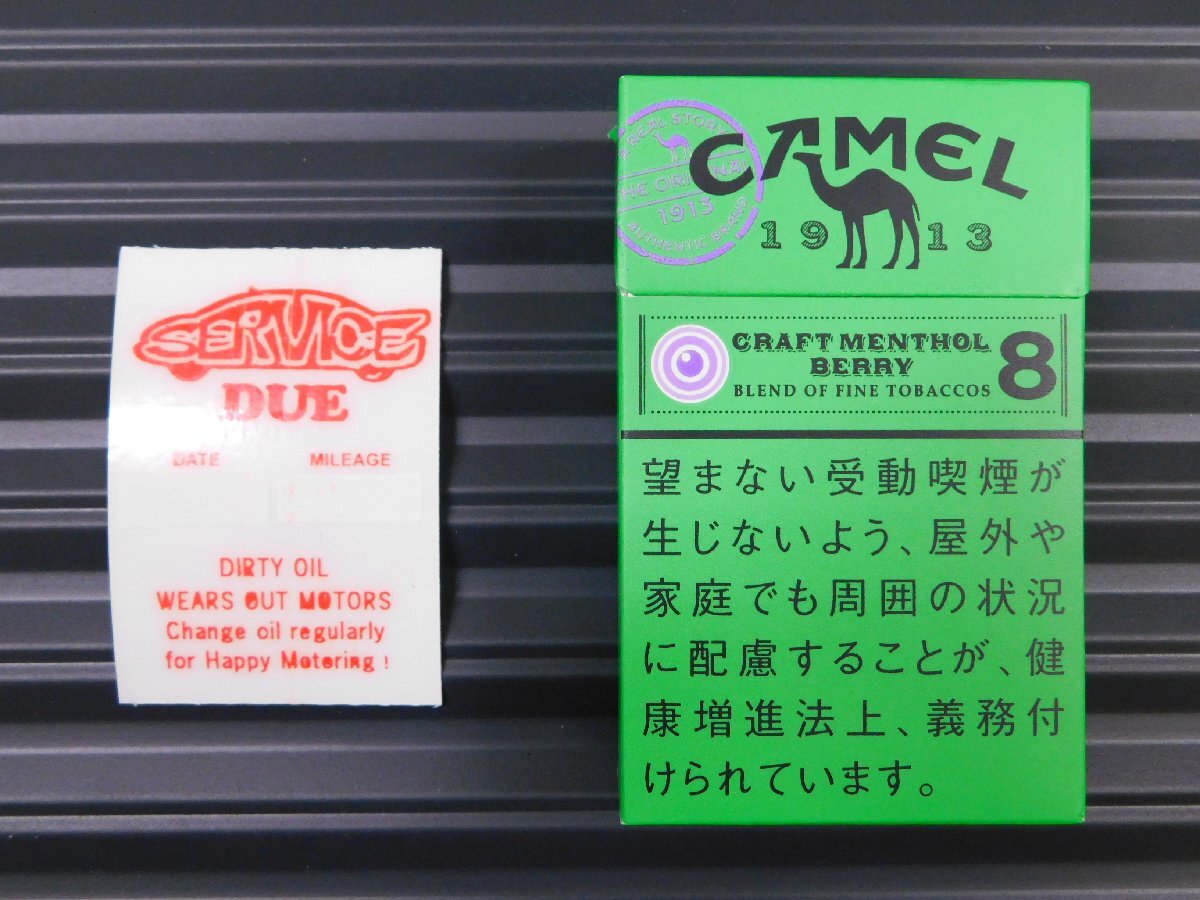 SERVICE
DUE
DATE MILEAGE
DIRTY OIL
WEARS OUT MOTORS
Change oil regularly
for Happy Motering!
A REAL STORY
THE ORIGINAL
1913
AUTHENTIC BRAND
CAMEL
1913
CRAFT MENTHOL
BERRY
BLEND OF FINE TOBACCOS
8
望まない受動喫煙が
生じないよう、屋外や
家庭でも周囲の状況
に配慮することが、健
康増進法上、義務付
けられています。